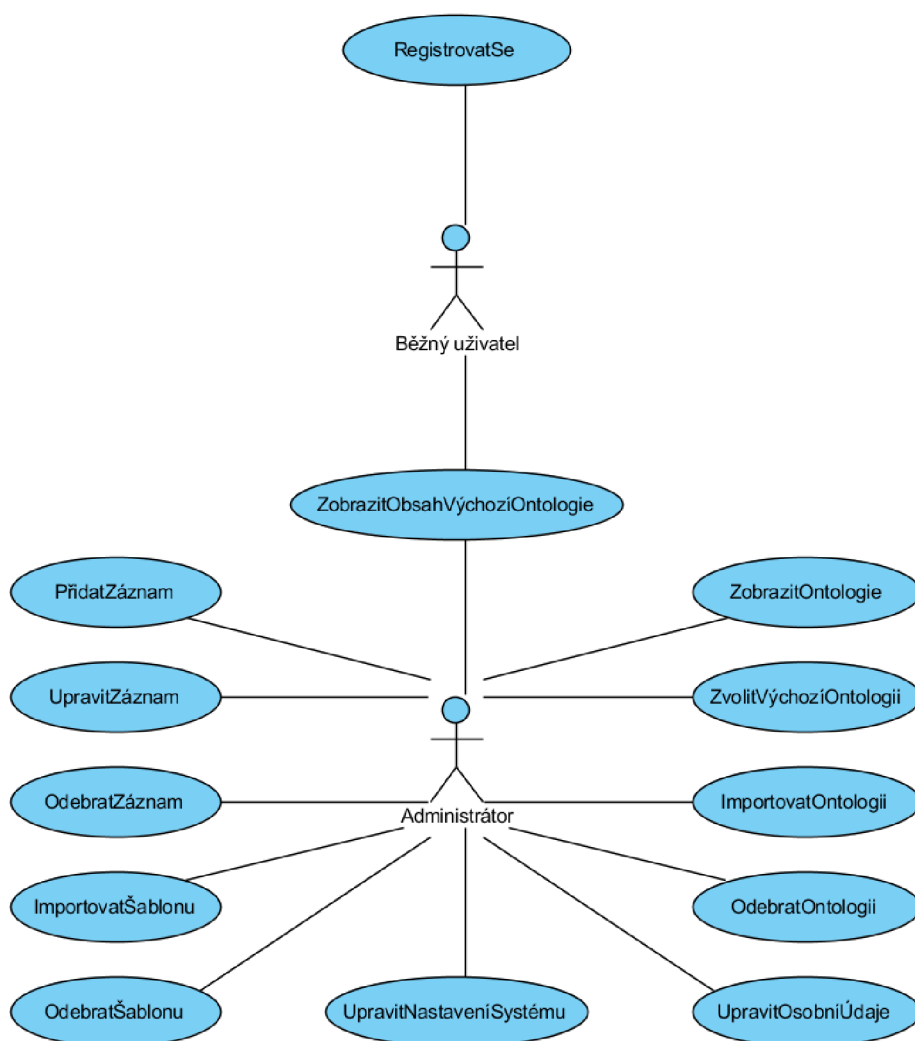 RegistrovatSe
Běžný uživatel
ZobrazitObsahVýchozíOntologie
PřidatZáznam
ZobrazitOntologie
UpravitZáznam
ZvolitVýchozíOntologii
OdebratZáznam
ImportovatOntologii
Administrátor
ImportovatŠablonu
OdebratOntologii
OdebratŠablonu
UpravitNastaveníSystému
UpravitOsobníÚdaje